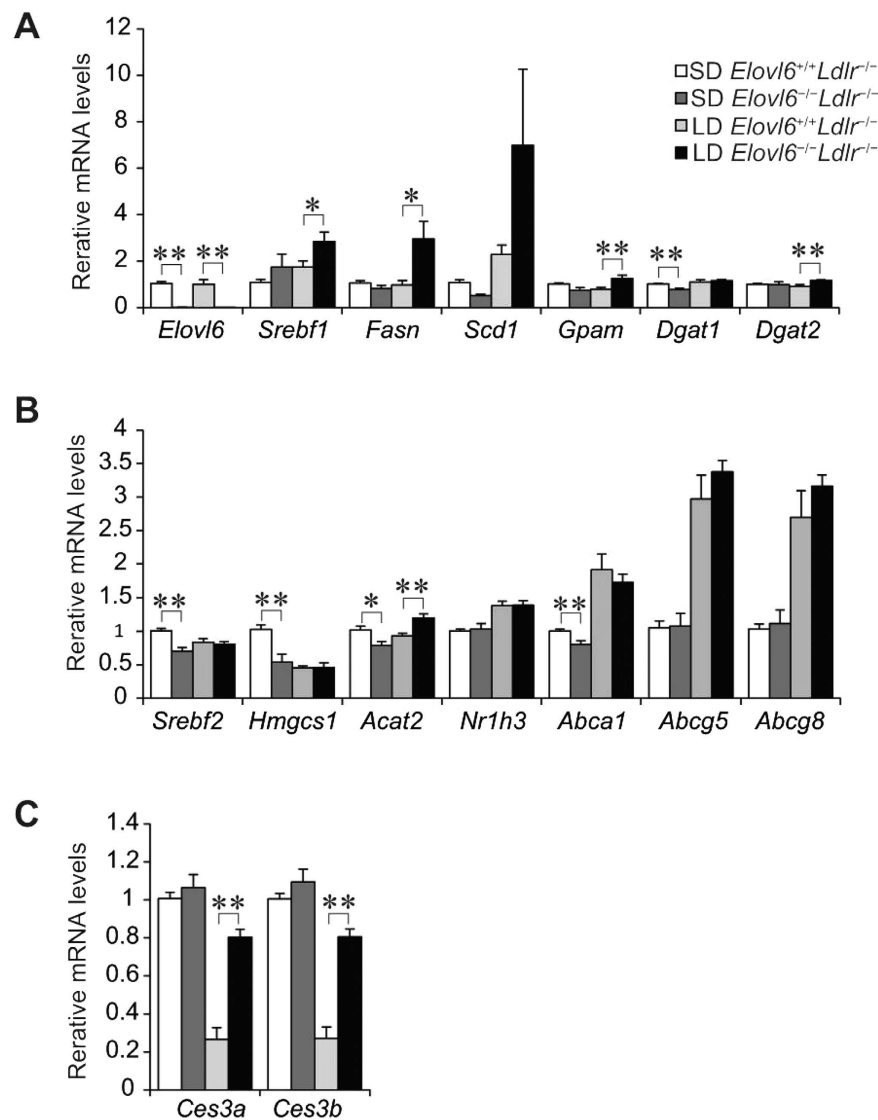 A
Rerative mRNA levels
12
10
8
6
4
2
0
SD Elovl6+/+Ldlr−/−
SD Elovl6−/−Ldlr−/−
LD Elovl6+/+Ldlr−/−
LD Elovl6−/−Ldlr−/−
** ** * * ** ** **
Elovl6 Srebf1 Fasn Scd1 Gpam Dgat1 Dgat2
B
Rerative mRNA levels
4
3.5
3
2.5
2
1.5
1
0.5
0
** ** * ** **
Srebf2 Hmgcs1 Acat2 Nr1h3 Abca1 Abcg5 Abcg8
C
Rerative mRNA levels
1.4
1.2
1
0.8
0.6
0.4
0.2
0
** **
Ces3a Ces3b